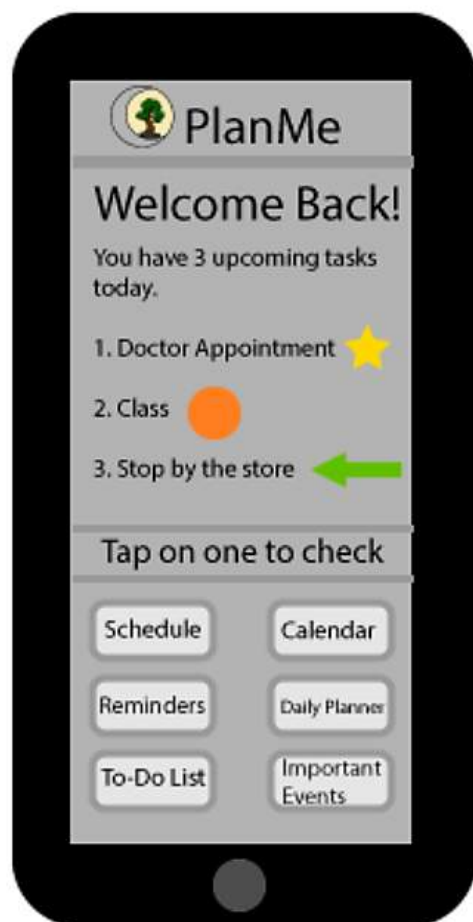 PlanMe
Welcome Back!
You have 3 upcoming tasks
today.
1. Doctor Appointment
2. Class
3. Stop by the store
Tap on one to check
Schedule
Calendar
Reminders
Daily Planner
To-Do List
Important
Events